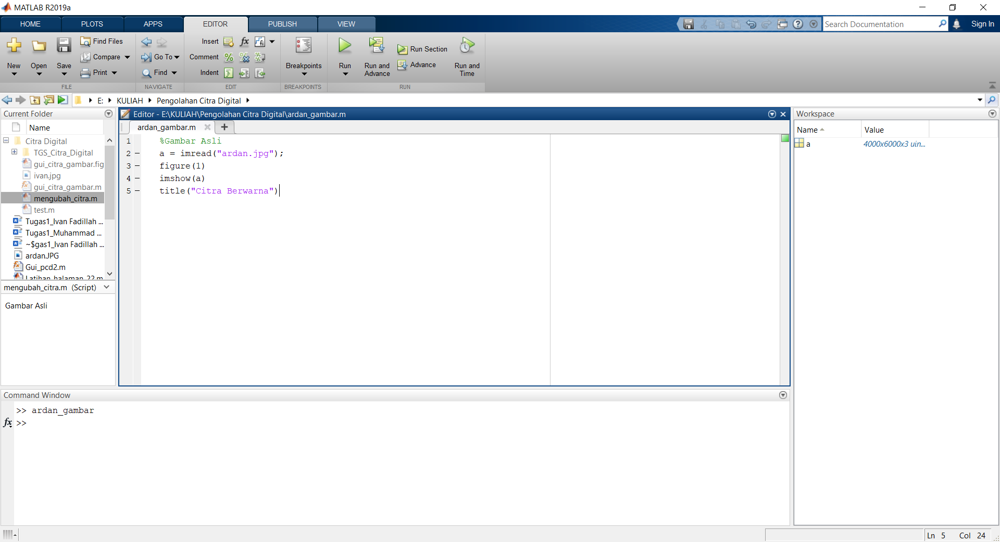 MATLAB R2019a
HOME PLOTS APPS EDITOR PUBLISH VIEW
Search Documentation
Sign In
New
Open
Save
Find Files
Compare
Print
FILE
Go To
Find
NAVIGATE
Insert
fx
fi
Comment
Indent
EDIT
Breakpoints
BREAKPOINTS
Run
Run and
Advance
Run Section
Advance
Run and
Time
RUN
E: KULIAH Pengolahan Citra Digital
Current Folder
Name
Citra Digital
TGS_Citra_Digital
gui_citra_gambar.fig
ivan.jpg
gui_citra_gambar.m
mengubah_citra.m
test.m
Tugas1_Ivan Fadillah ...
Tugas1_Muhammad ...
~$gas1_Ivan Fadillah ...
ardan.JPG
Gui_pcd2.m
Latihan_halaman_22.m
mengubah_citra.m (Script)
Gambar Asli
Editor - E:\KULIAH\Pengolahan Citra Digital\ardan_gambar.m
ardan_gambar.m
1 %Gambar Asli
2 – a = imread("ardan.jpg");
3 – figure(1)
4 – imshow(a)
5 – title("Citra Berwarna")
Command Window
>> ardan_gambar
fx >>
Workspace
Name Value
a 4000x6000x3 uin...
Ln 5 Col 24